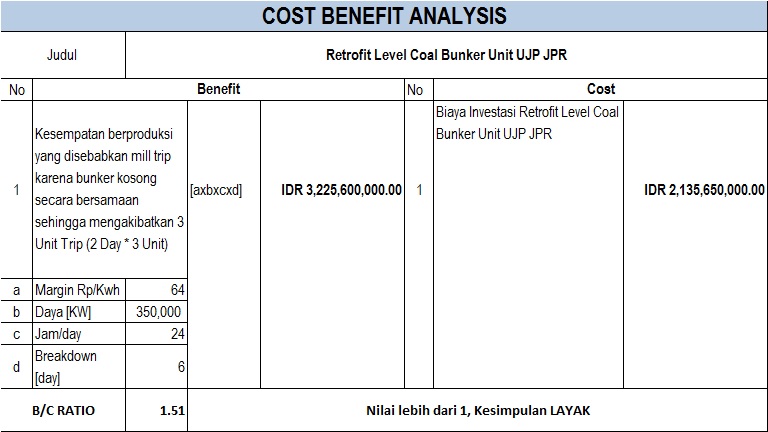 COST BENEFIT ANALYSIS
Judul
Retrofit Level Coal Bunker Unit UJP JPR
No
Benefit
No
Cost
1
Kesempatan berproduksi
yang disebabkan mill trip
karena bunker kosong
secara bersamaan
sehingga mengakibatkan 3
Unit Trip (2 Day * 3 Unit)
[axbxcxd]
IDR 3,225,600,000.00
1
Biaya Investasi Retrofit Level Coal
Bunker Unit UJP JPR
IDR 2,135,650,000.00
a
Margin Rp/Kwh
64
b
Daya [KW]
350,000
c
Jam/day
24
d
Breakdown
[day]
6
B/C RATIO
1.51
Nilai lebih dari 1, Kesimpulan LAYAK